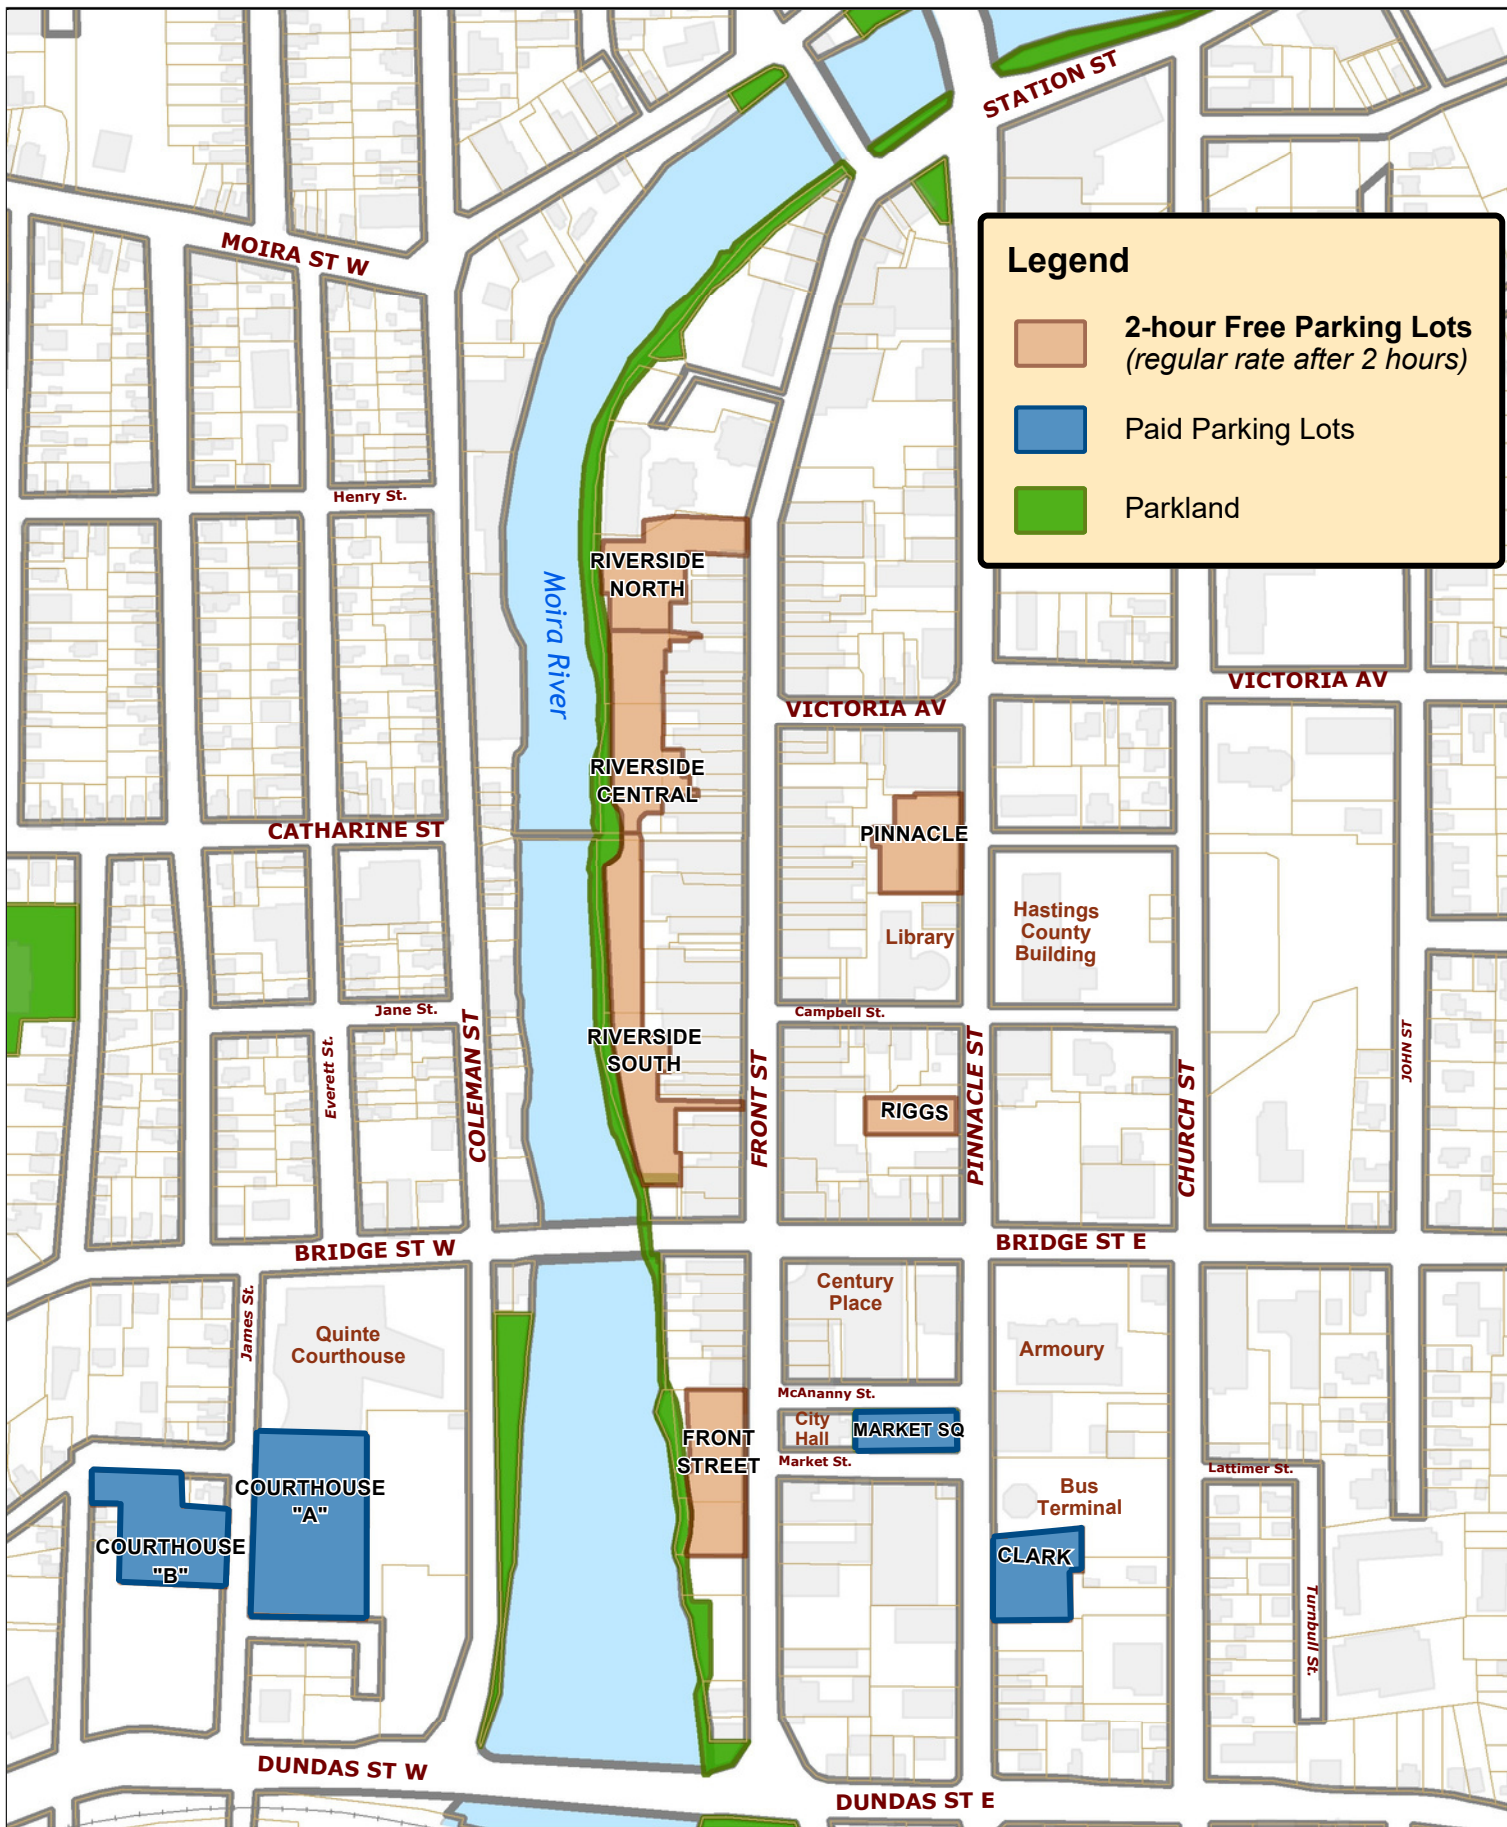 STATION ST
MOIRA ST W
Legend
2-hour Free Parking Lots
(regular rate after 2 hours)
Paid Parking Lots
Parkland
Henry St.
RIVERSIDE
NORTH
Moira River
VICTORIA AV
VICTORIA AV
RIVERSIDE
CENTRAL
CATHARINE ST
PINNACLE
Hastings
County
Building
Library
Jane St.
Campbell St.
RIVERSIDE
SOUTH
Everett St.
COLEMAN ST
FRONT ST
PINNACLE ST
CHURCH ST
JOHN ST
RIGGS
BRIDGE ST W
BRIDGE ST E
James St.
Quinte
Courthouse
Century
Place
Armoury
McAnanny St.
City
Hall
MARKET SQ
Market St.
FRONT
STREET
Lattimer St.
COURTHOUSE
"A"
Bus
Terminal
COURTHOUSE
"B"
CLARK
Turnbull St.
DUNDAS ST W
DUNDAS ST E